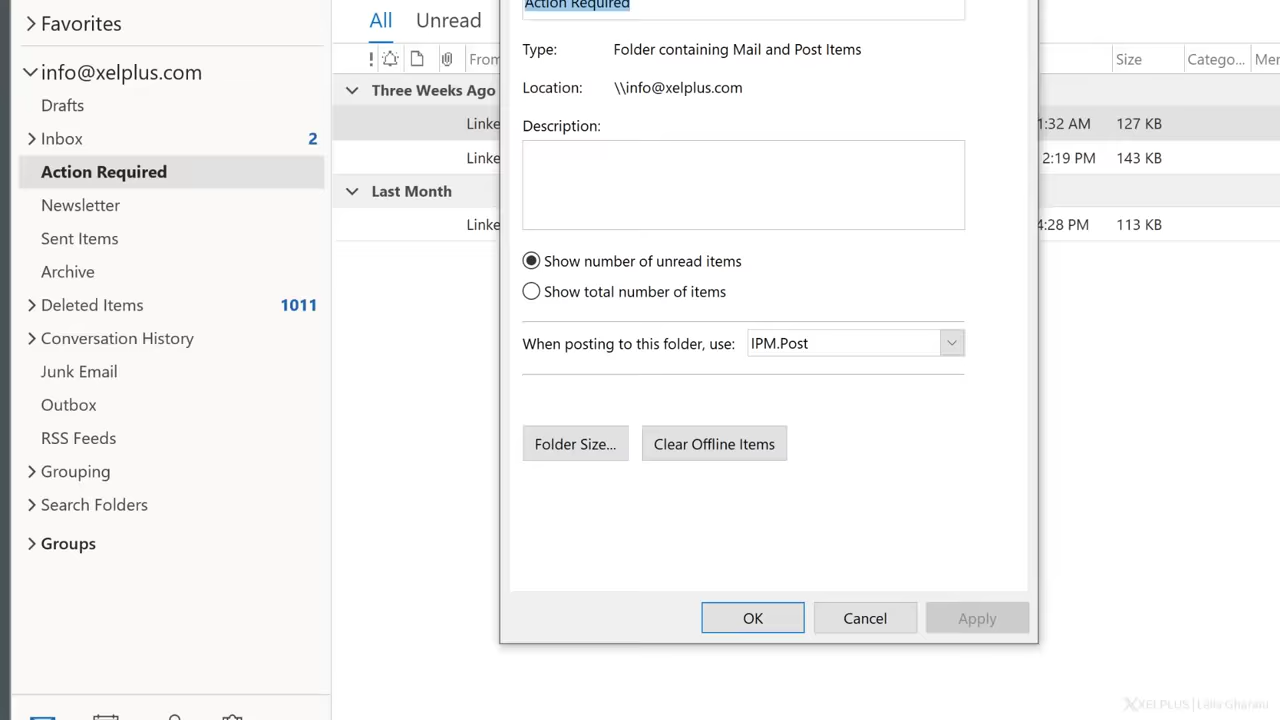 Favorites
info@xelplus.com
Drafts
Inbox 2
Action Required
Newsletter
Sent Items
Archive
Deleted Items 1011
Conversation History
Junk Email
Outbox
RSS Feeds
Grouping
Search Folders
Groups
All Unread
! From Size Catego...
Three Weeks Ago
Linke 1:32 AM 127 KB
Linke 2:19 PM 143 KB
Last Month
Linke 4:28 PM 113 KB
Action Required
Type: Folder containing Mail and Post Items
Location: \\info@xelplus.com
Description:
Show number of unread items
Show total number of items
When posting to this folder, use: IPM.Post
Folder Size... Clear Offline Items
OK Cancel Apply
XELPLUS | Leila Gharani